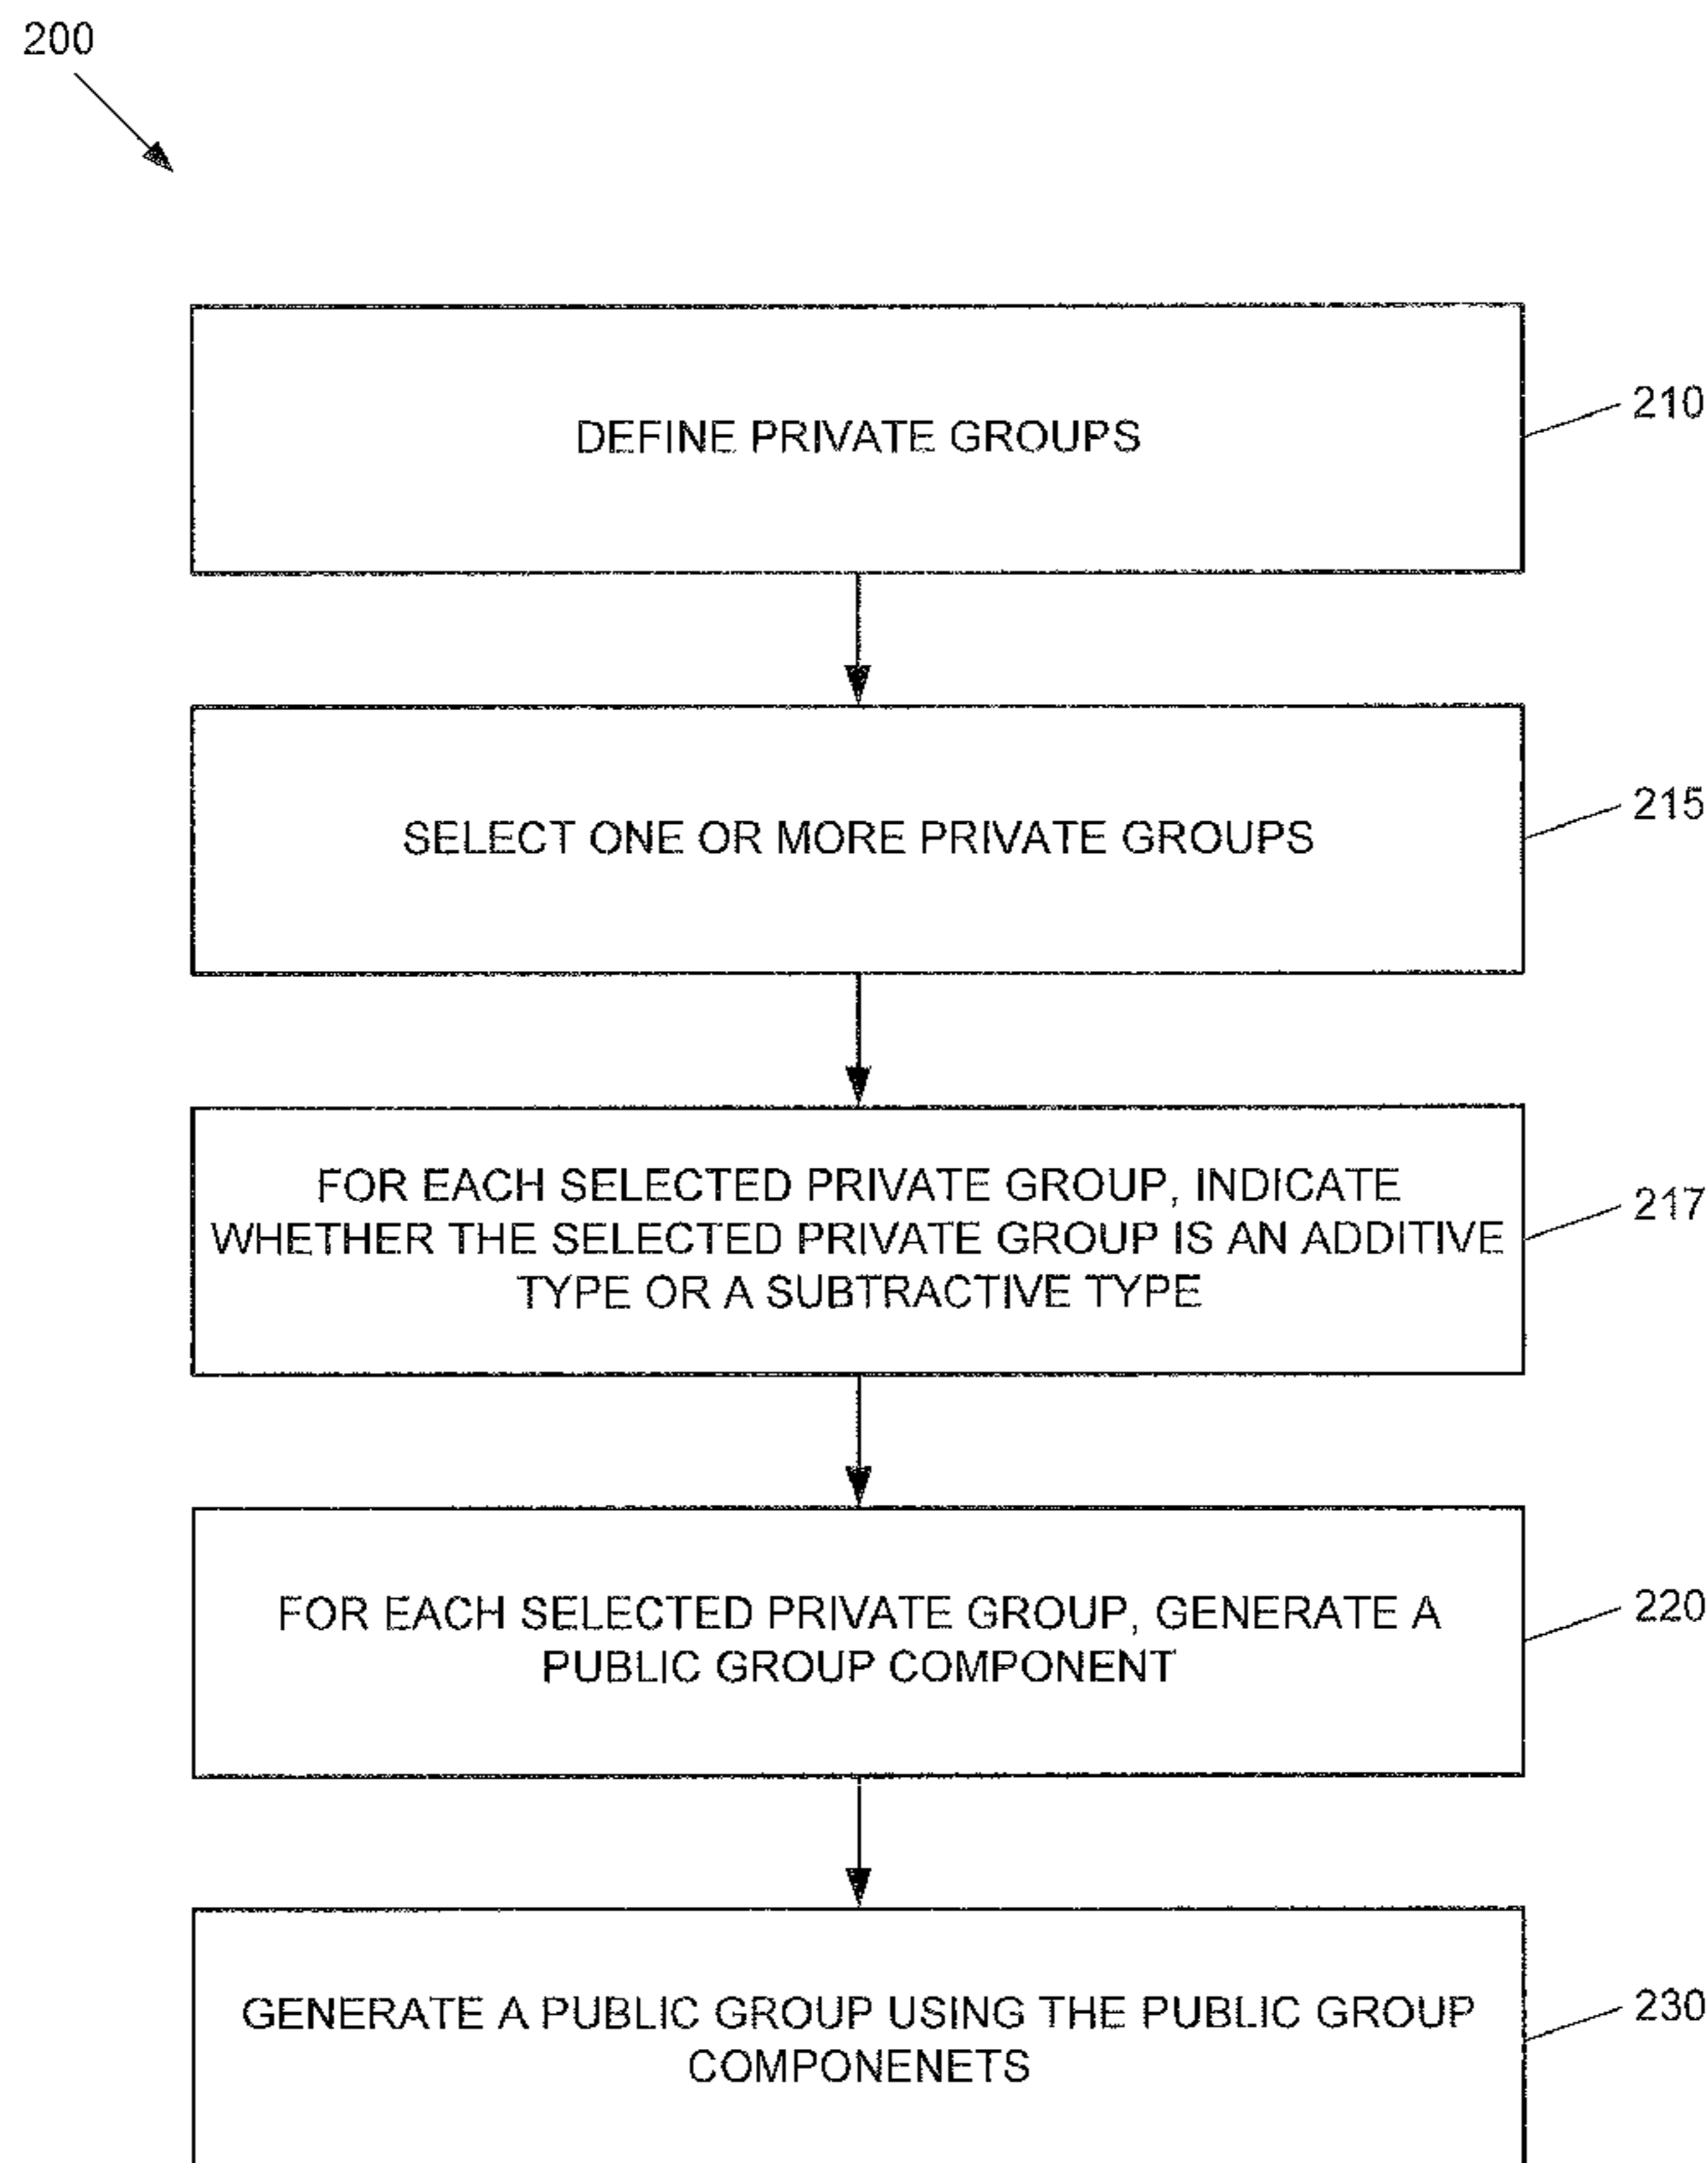 200
DEFINE PRIVATE GROUPS
210
SELECT ONE OR MORE PRIVATE GROUPS
215
FOR EACH SELECTED PRIVATE GROUP, INDICATE
WHETHER THE SELECTED PRIVATE GROUP IS AN ADDITIVE
TYPE OR A SUBTRACTIVE TYPE
217
FOR EACH SELECTED PRIVATE GROUP, GENERATE A
PUBLIC GROUP COMPONENT
220
GENERATE A PUBLIC GROUP USING THE PUBLIC GROUP
COMPONENETS
230